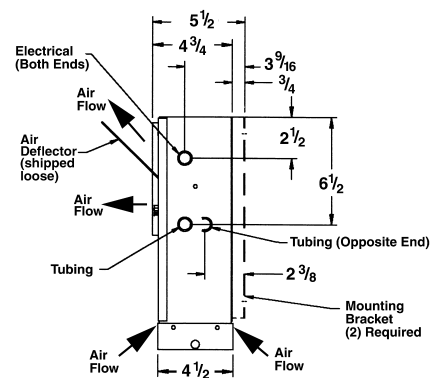 5 1/2
4 3/4
Electrical
(Both Ends)
3 9/16
3/4
Air
Flow
Air
Deflector
(shipped
loose)
2 1/2
6 1/2
Air
Flow
Tubing (Opposite End)
Tubing
2 3/8
Mounting
Bracket
(2) Required
Air
Flow
Air
Flow
4 1/2